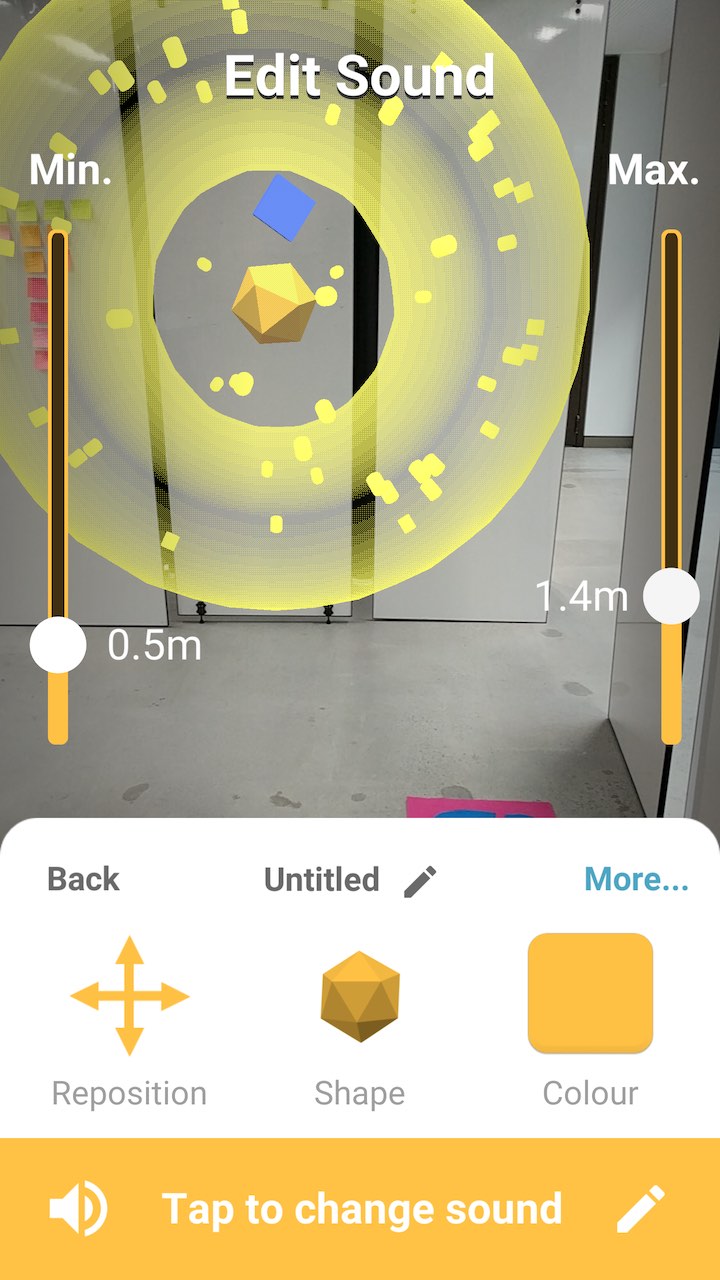 Edit Sound
Min.
Max.
1.4m
0.5m
Back
Untitled
More...
Reposition
Shape
Colour
Tap to change sound